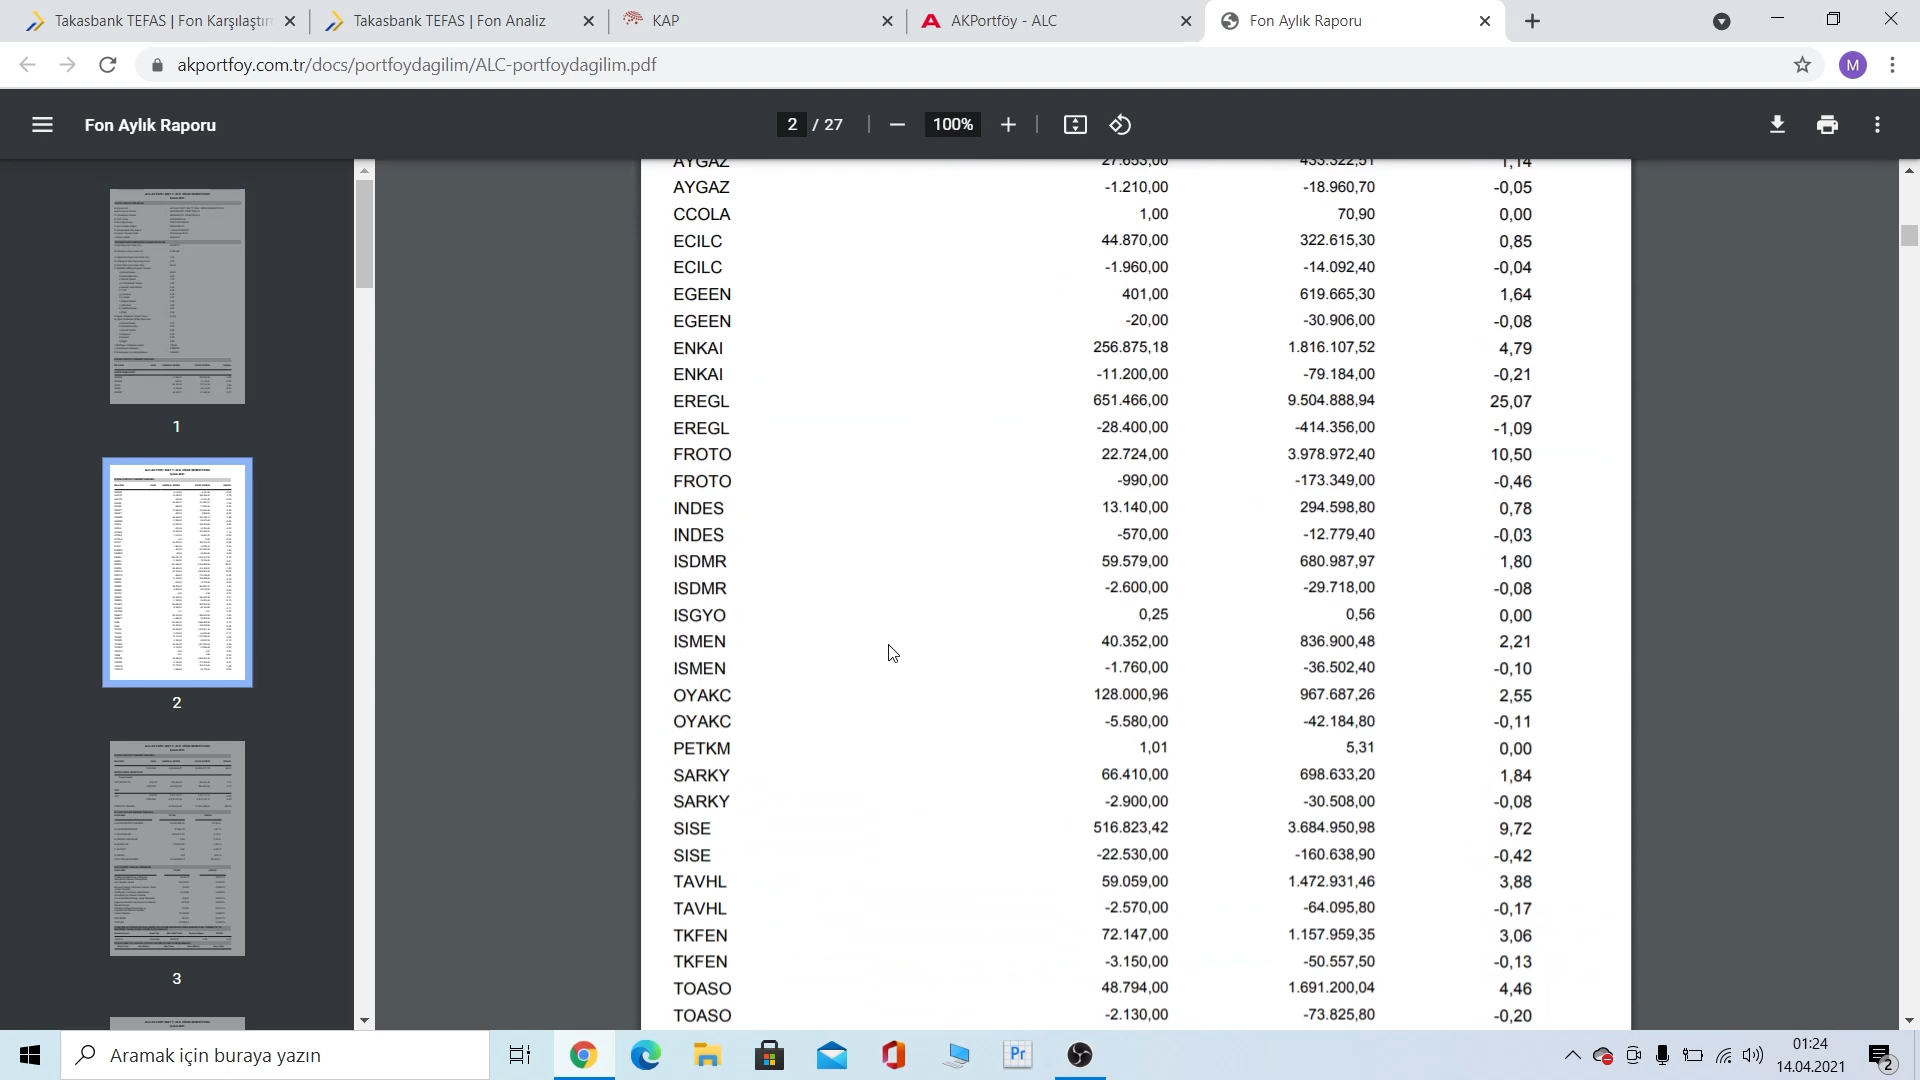 Takasbank TEFAS | Fon Karşılaştırm
Takasbank TEFAS | Fon Analiz
KAP
AKPortföy - ALC
Fon Aylık Raporu
akportfoy.com.tr/docs/portfoydagilim/ALC-portfoydagilim.pdf
M
Fon Aylık Raporu
2 / 27
100%
AYGAZ 27.653,00 433.322,51 1,14
AYGAZ -1.210,00 -18.960,70 -0,05
CCOLA 1,00 70,90 0,00
ECILC 44.870,00 322.615,30 0,85
ECILC -1.960,00 -14.092,40 -0,04
EGEEN 401,00 619.665,30 1,64
EGEEN -20,00 -30.906,00 -0,08
ENKAI 256.875,18 1.816.107,52 4,79
ENKAI -11.200,00 -79.184,00 -0,21
EREGL 651.466,00 9.504.888,94 25,07
EREGL -28.400,00 -414.356,00 -1,09
FROTO 22.724,00 3.978.972,40 10,50
FROTO -990,00 -173.349,00 -0,46
INDES 13.140,00 294.598,80 0,78
INDES -570,00 -12.779,40 -0,03
ISDMR 59.579,00 680.987,97 1,80
ISDMR -2.600,00 -29.718,00 -0,08
ISGYO 0,25 0,56 0,00
ISMEN 40.352,00 836.900,48 2,21
ISMEN -1.760,00 -36.502,40 -0,10
OYAKC 128.000,96 967.687,26 2,55
OYAKC -5.580,00 -42.184,80 -0,11
PETKM 1,01 5,31 0,00
SARKY 66.410,00 698.633,20 1,84
SARKY -2.900,00 -30.508,00 -0,08
SISE 516.823,42 3.684.950,98 9,72
SISE -22.530,00 -160.638,90 -0,42
TAVHL 59.059,00 1.472.931,46 3,88
TAVHL -2.570,00 -64.095,80 -0,17
TKFEN 72.147,00 1.157.959,35 3,06
TKFEN -3.150,00 -50.557,50 -0,13
TOASO 48.794,00 1.691.200,04 4,46
TOASO -2.130,00 -73.825,80 -0,20
1
2
3
Aramak için buraya yazın
Pr
01:24
14.04.2021
2